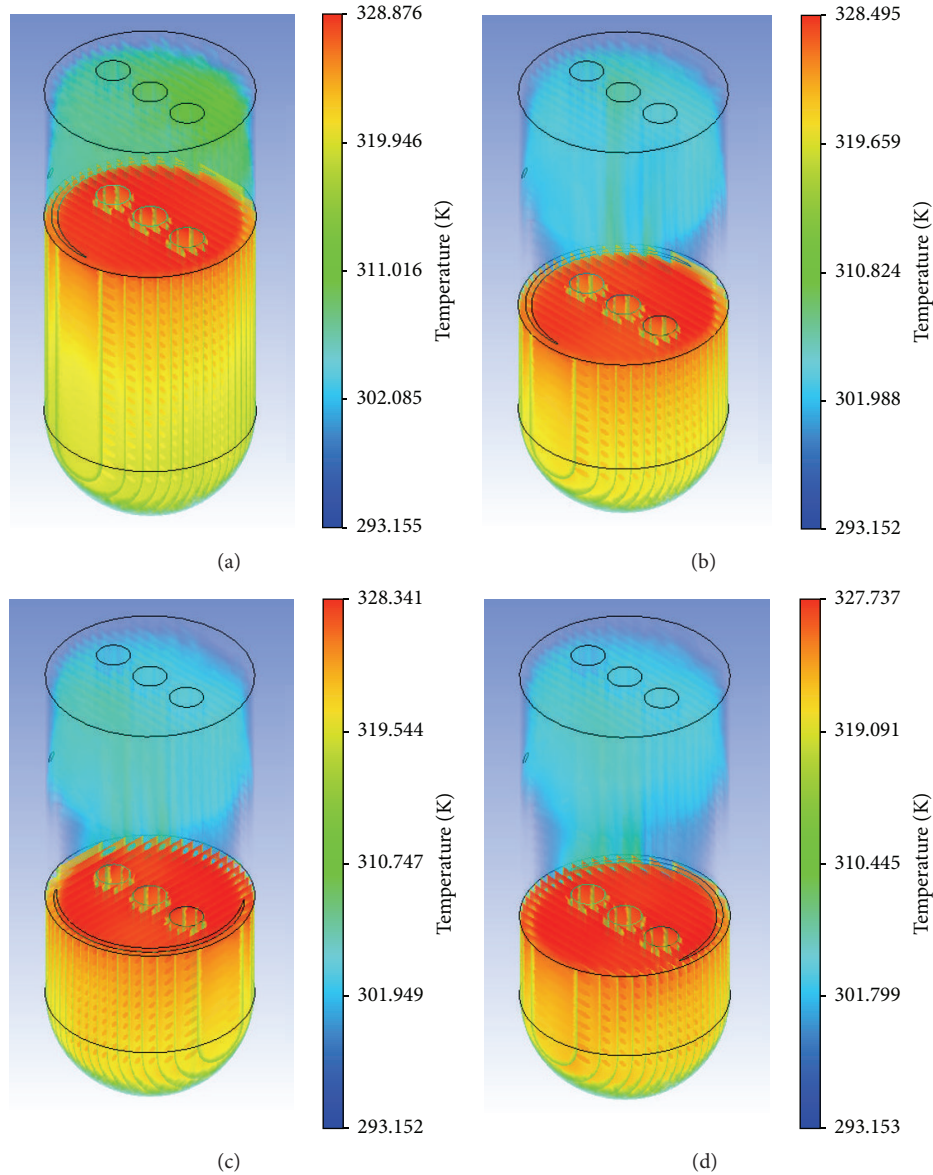 328.876
319.946
311.016
302.085
293.155
Temperature (K)
(a)
328.495
319.659
310.824
301.988
293.152
Temperature (K)
(b)
328.341
319.544
310.747
301.949
293.152
Temperature (K)
(c)
327.737
319.091
310.445
301.799
293.153
Temperature (K)
(d)